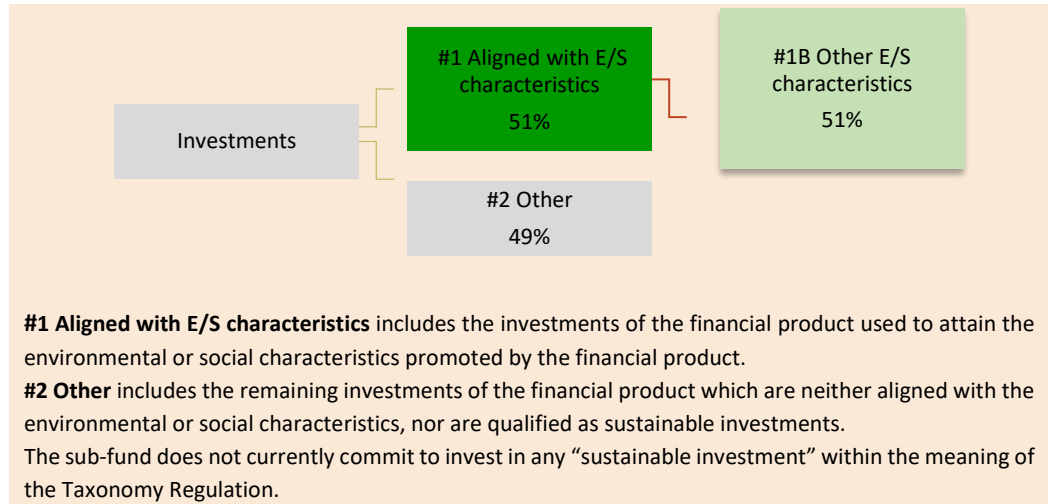 #1 Aligned with E/S
characteristics
51%
#1B Other E/S
characteristics
51%
Investments
#2 Other
49%
#1 Aligned with E/S characteristics includes the investments of the financial product used to attain the
environmental or social characteristics promoted by the financial product.
#2 Other includes the remaining investments of the financial product which are neither aligned with the
environmental or social characteristics, nor are qualified as sustainable investments.
The sub-fund does not currently commit to invest in any “sustainable investment” within the meaning of
the Taxonomy Regulation.